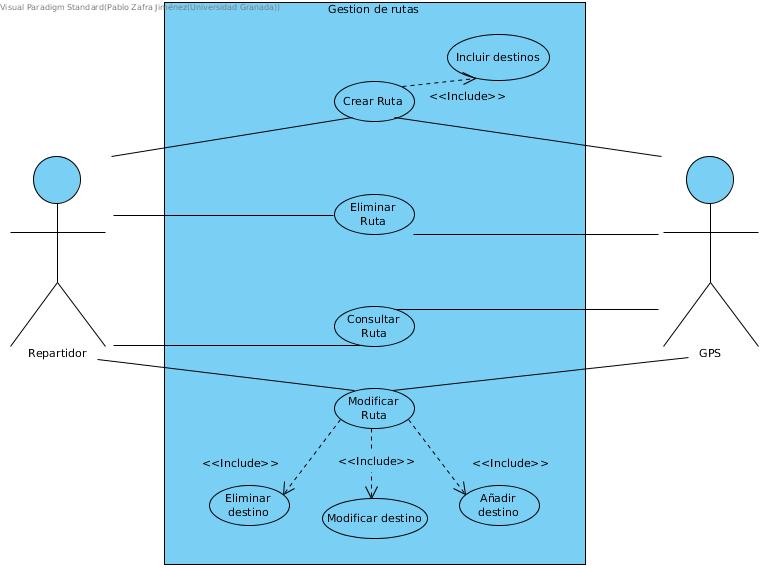 Visual Paradigm Standard(Pablo Zafra Jiménez(Universidad Granada))
Gestion de rutas
Incluir destinos
Crear Ruta
<<Include>>
Eliminar
Ruta
Consultar
Ruta
Repartidor
GPS
Modificar
Ruta
<<Include>>
<<Include>>
<<Include>>
Eliminar
destino
Modificar destino
Añadir
destino